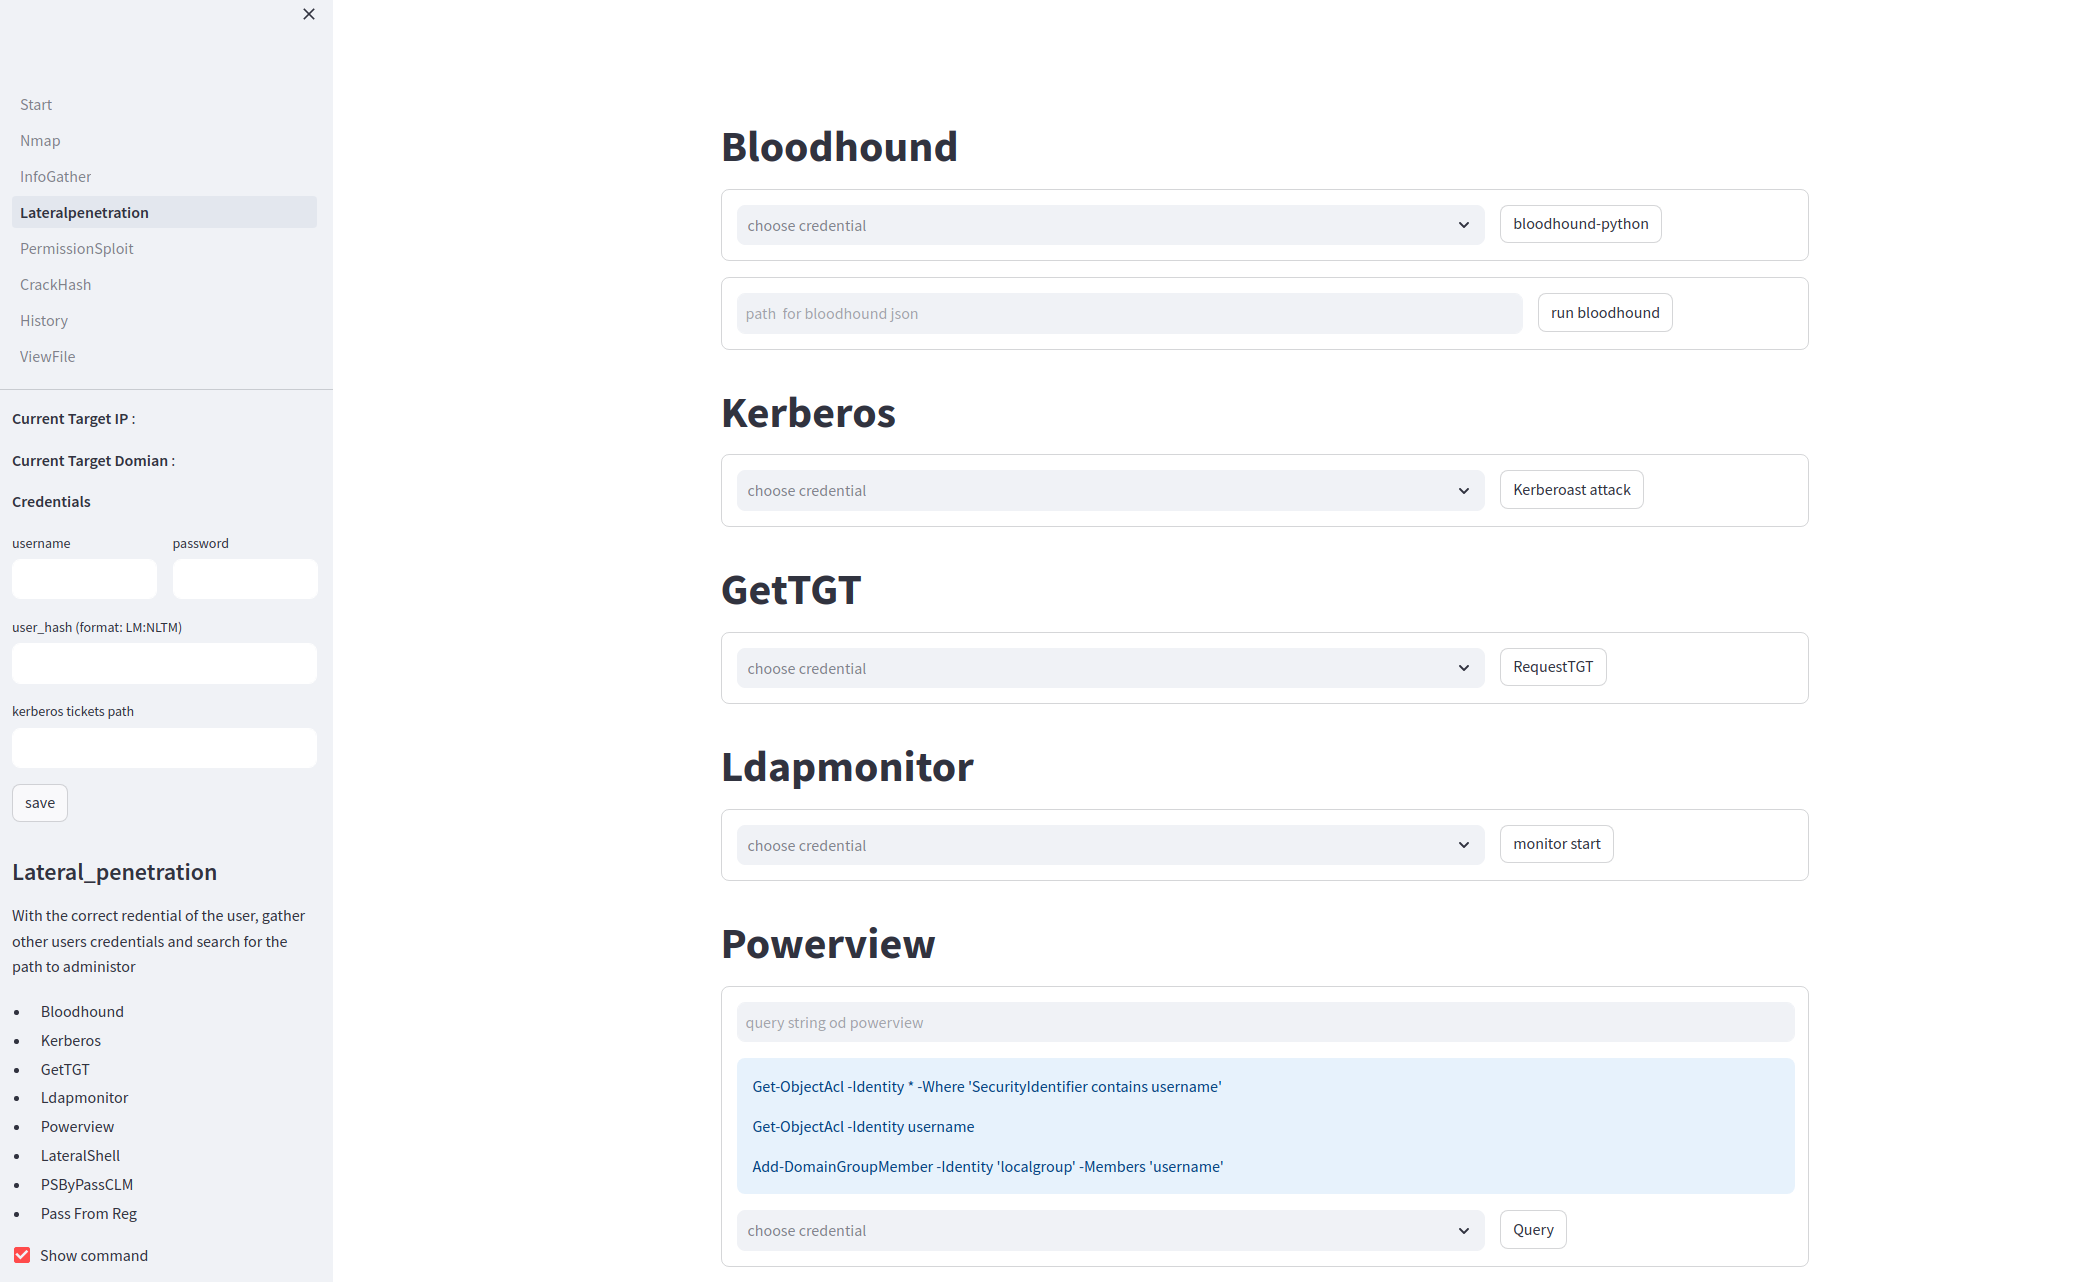 Start
Nmap
InfoGather
Lateralpenetration
PermissionSploit
CrackHash
History
ViewFile
Current Target IP :
Current Target Domian :
Credentials
username password
user_hash (format: LM:NLTM)
kerberos tickets path
save
Lateral_penetration
With the correct redential of the user, gather
other users credentials and search for the
path to administor
Bloodhound
Kerberos
GetTGT
Ldapmonitor
Powerview
LateralShell
PSByPassCLM
Pass From Reg
Show command
Bloodhound
choose credential bloodhound-python
path for bloodhound json run bloodhound
Kerberos
choose credential Kerberoast attack
GetTGT
choose credential RequestTGT
Ldapmonitor
choose credential monitor start
Powerview
query string od powerview
Get-ObjectAcl -Identity * -Where 'SecurityIdentifier contains username'
Get-ObjectAcl -Identity username
Add-DomainGroupMember -Identity 'localgroup' -Members 'username'
choose credential Query